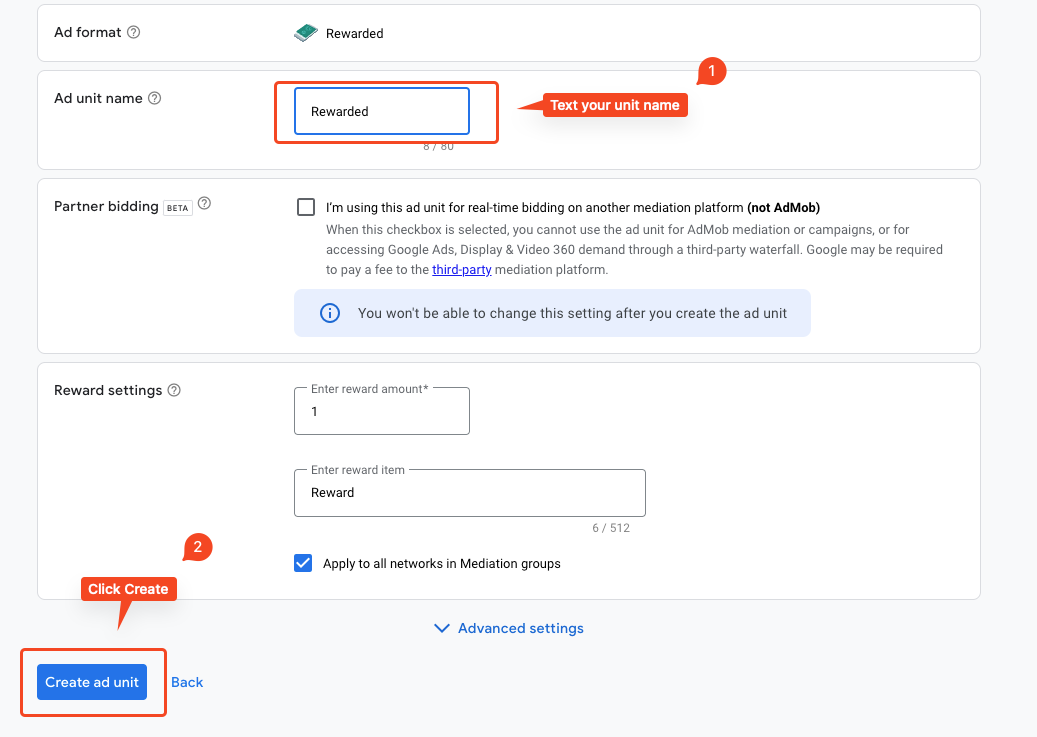 Ad format
Rewarded
1
Ad unit name
Rewarded
Text your unit name
8 / 80
Partner bidding BETA
I'm using this ad unit for real-time bidding on another mediation platform (not AdMob)
When this checkbox is selected, you cannot use the ad unit for AdMob mediation or campaigns, or for
accessing Google Ads, Display & Video 360 demand through a third-party waterfall. Google may be required
to pay a fee to the third-party mediation platform.
You won't be able to change this setting after you create the ad unit
Reward settings
Enter reward amount*
1
Enter reward item
Reward
6 / 512
2
Apply to all networks in Mediation groups
Click Create
Advanced settings
Create ad unit
Back